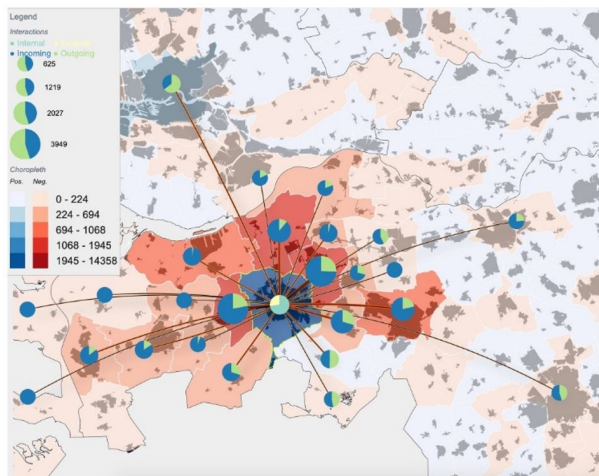 Legend
Interactions
Internal
Incoming Outgoing
625
1219
2027
3949
Choropleth
Pos. Neg.
0 - 224
224 - 694
694 - 1068
1068 - 1945
1945 - 14358